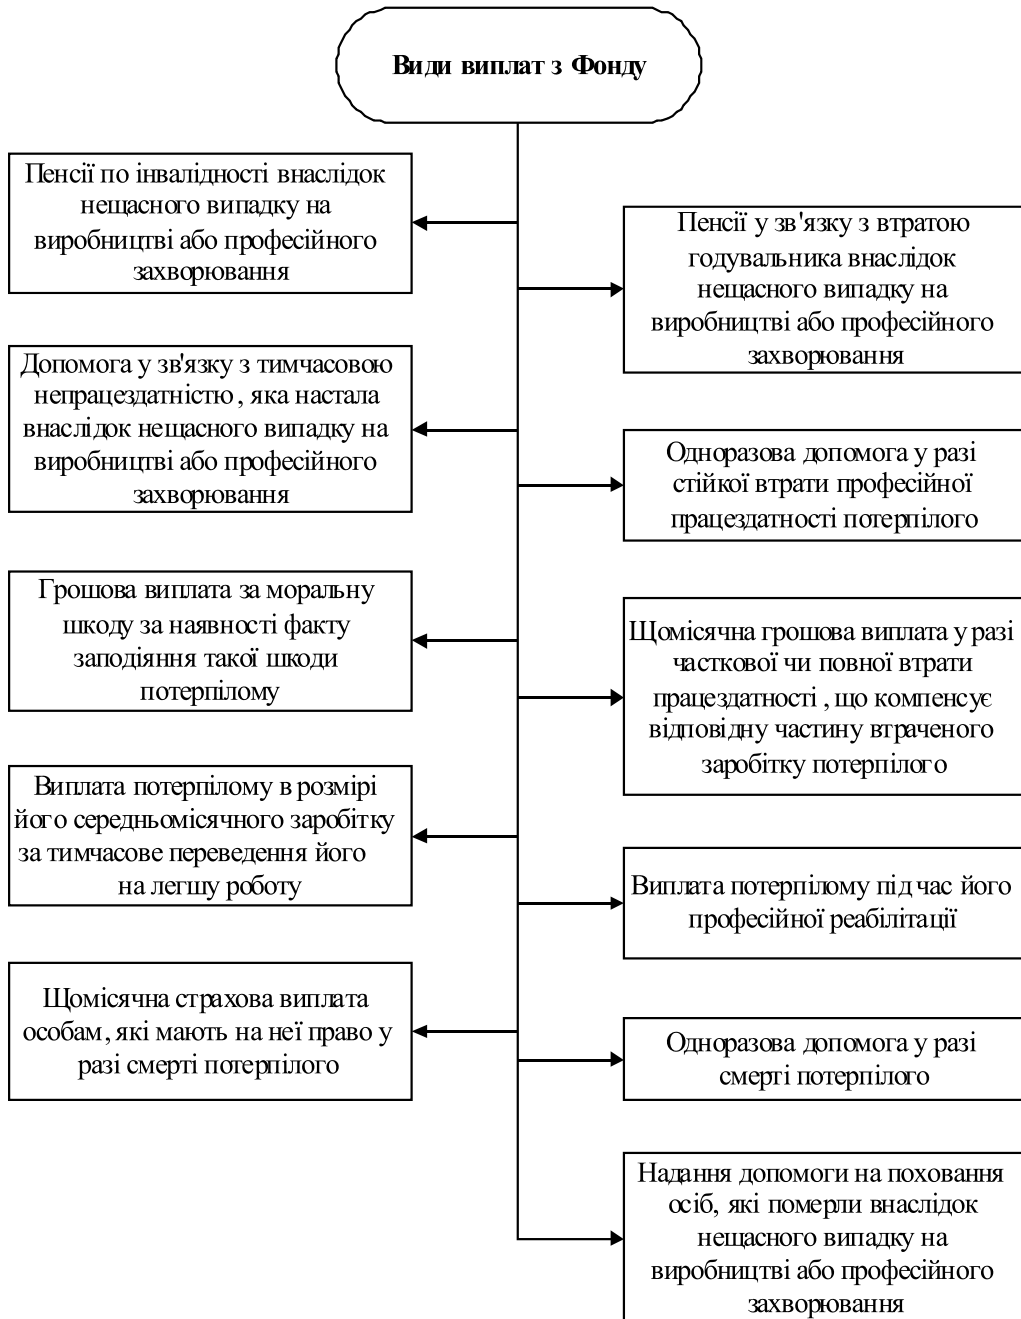 Види виплат з Фонду
Пенсії по інвалідності внаслідок
нещасного випадку на
виробництві або професійного
захворювання
Пенсії у зв'язку з втратою
годувальника внаслідок
нещасного випадку на
виробництві або професійного
захворювання
Допомога у зв'язку з тимчасовою
непрацездатністю, яка настала
внаслідок нещасного випадку на
виробництві або професійного
захворювання
Одноразова допомога у разі
стійкої втрати професійної
працездатності потерпілого
Грошова виплата за моральну
шкоду за наявності факту
заподіяння такої шкоди
потерпілому
Щомісячна грошова виплата у разі
часткової чи повної втрати
працездатності, що компенсує
відповідну частину втраченого
заробітку потерпілого
Виплата потерпілому в розмірі
його середньомісячного заробітку
за тимчасове переведення його
на легшу роботу
Виплата потерпілому під час його
професійної реабілітації
Щомісячна страхова виплата
особам, які мають на неї право у
разі смерті потерпілого
Одноразова допомога у разі
смерті потерпілого
Надання допомоги на поховання
осіб, які померли внаслідок
нещасного випадку на
виробництві або професійного
захворювання